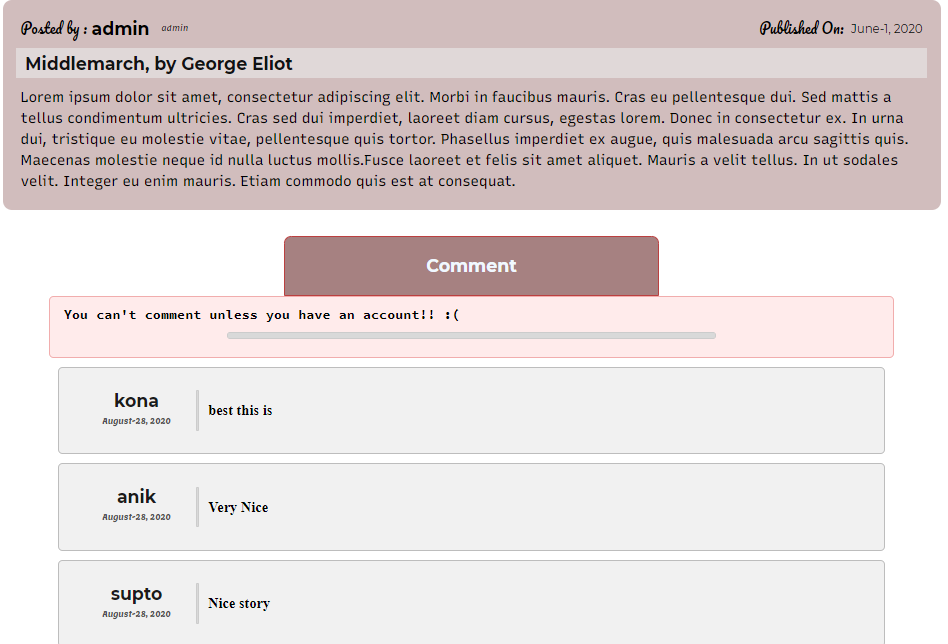 Posted by : admin admin Published On: June-1, 2020
Middlemarch, by George Eliot
Lorem ipsum dolor sit amet, consectetur adipiscing elit. Morbi in faucibus mauris. Cras eu pellentesque dui. Sed mattis a
tellus condimentum ultricies. Cras sed dui imperdiet, laoreet diam cursus, egestas lorem. Donec in consectetur ex. In urna
dui, tristique eu molestie vitae, pellentesque quis tortor. Phasellus imperdiet ex augue, quis malesuada arcu sagittis quis.
Maecenas molestie neque id nulla luctus mollis.Fusce laoreet et felis sit amet aliquet. Mauris a velit tellus. In ut sodales
velit. Integer eu enim mauris. Etiam commodo quis est at consequat.
Comment
You can't comment unless you have an account!! :(
kona
August-28, 2020
best this is
anik
August-28, 2020
Very Nice
supto
August-28, 2020
Nice story